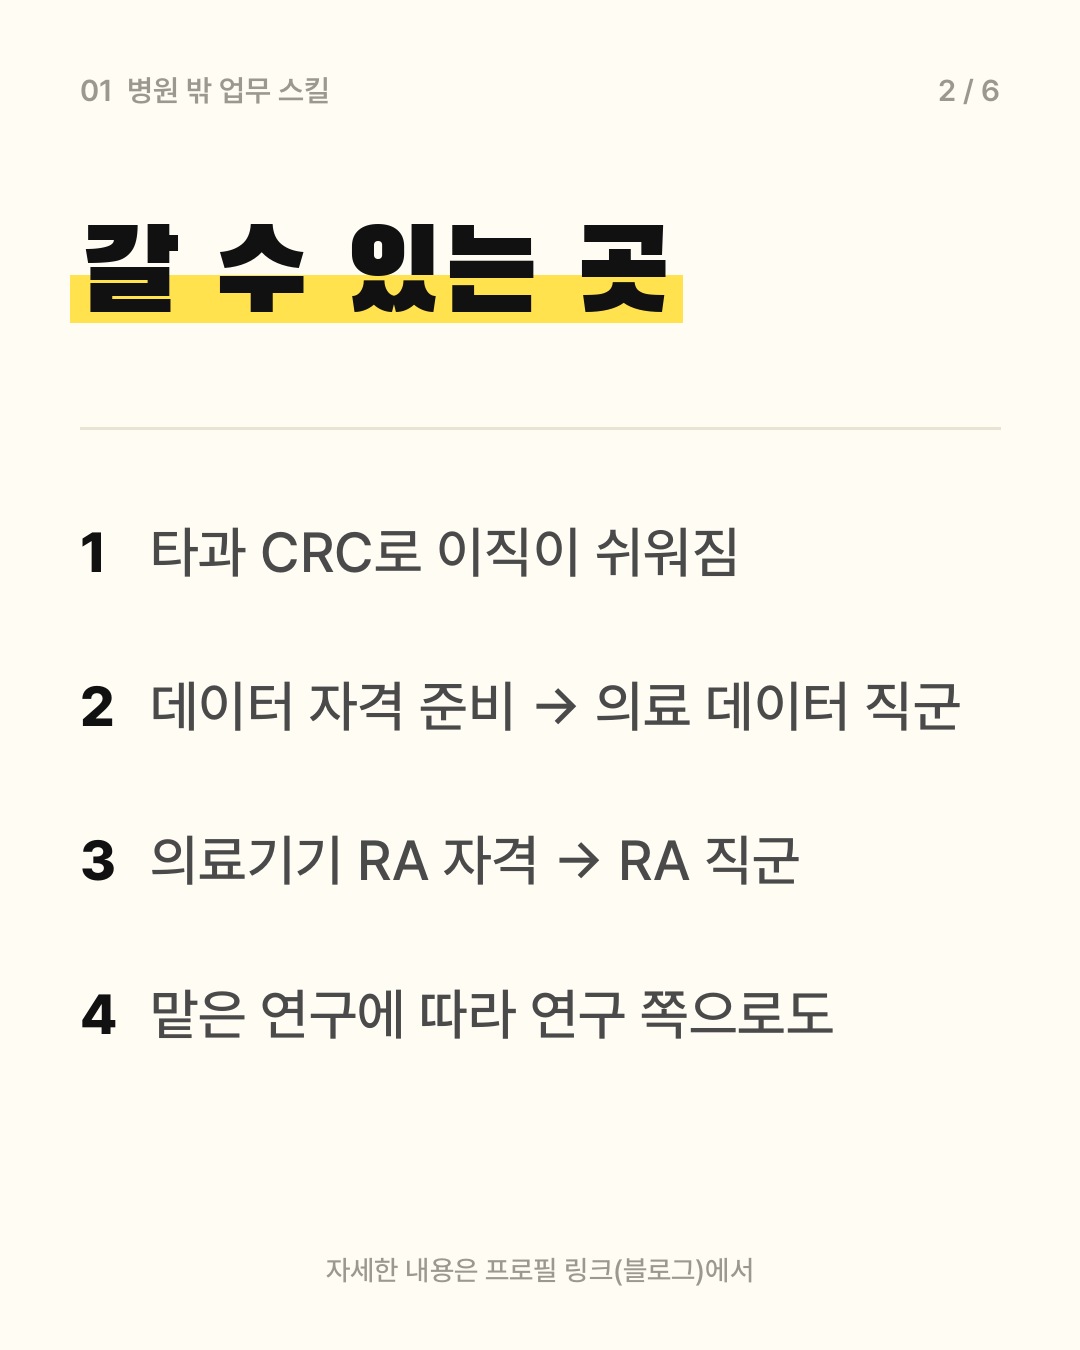 01 병원 밖 업무 스킬
2 / 6
갈 수 있는 곳
1 타과 CRC로 이직이 쉬워짐
2 데이터 자격 준비 → 의료 데이터 직군
3 의료기기 RA 자격 → RA 직군
4 맡은 연구에 따라 연구 쪽으로도
자세한 내용은 프로필 링크(블로그)에서